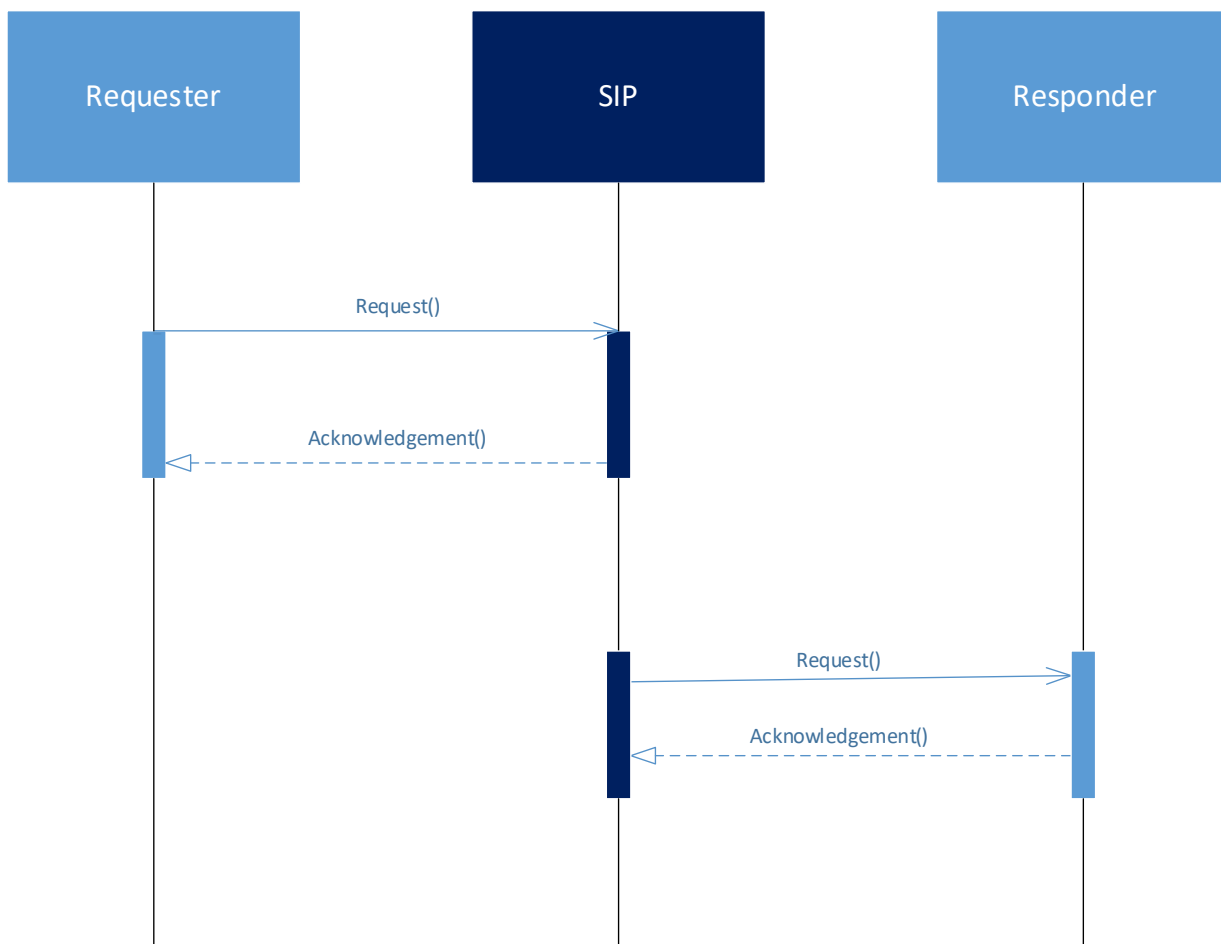 Requester
SIP
Responder
Request()
Acknowledgement()
Request()
Acknowledgement()